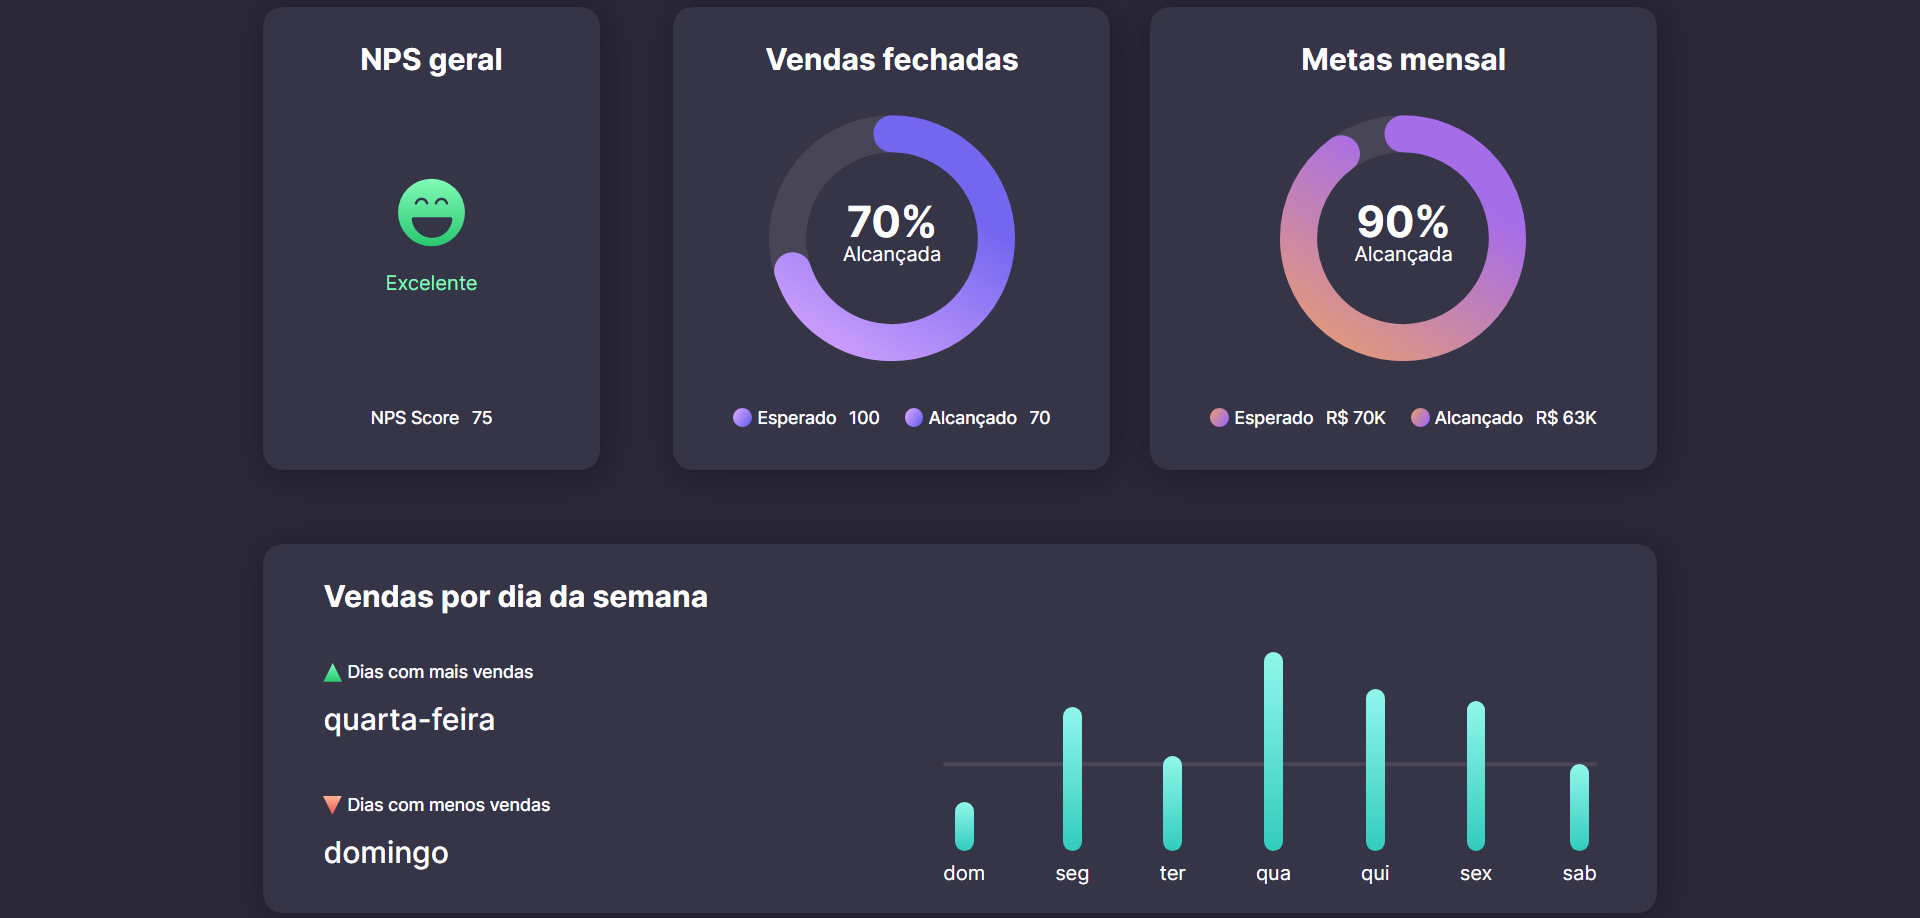 NPS geral
Excelente
NPS Score 75
Vendas fechadas
70%
Alcançada
Esperado 100 Alcançado 70
Metas mensal
90%
Alcançada
Esperado R$ 70K Alcançado R$ 63K
Vendas por dia da semana
Dias com mais vendas
quarta-feira
Dias com menos vendas
domingo
dom seg ter qua qui sex sab